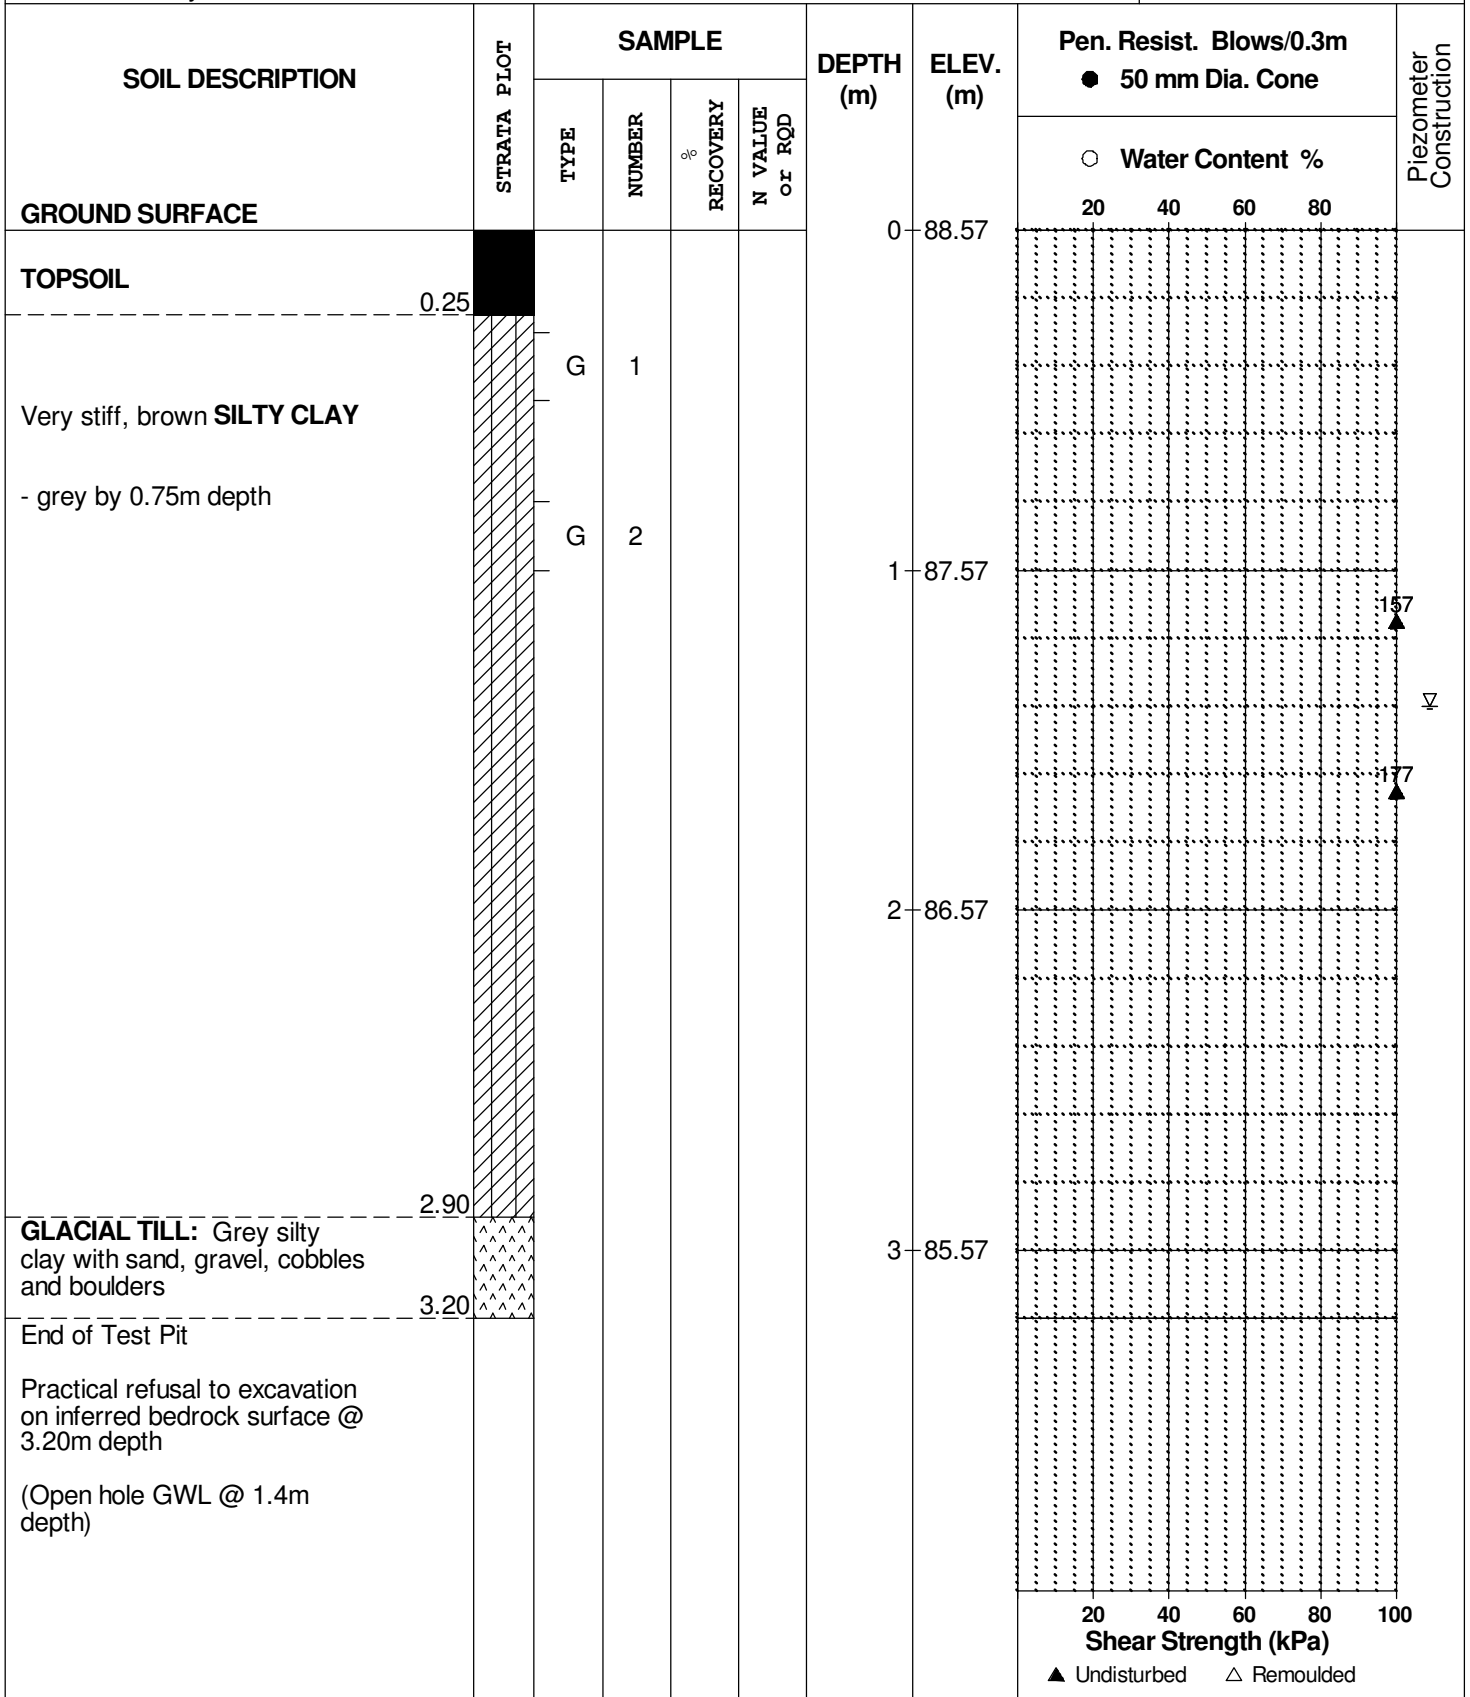 SOIL DESCRIPTION
GROUND SURFACE
STRATA PLOT
SAMPLE
TYPE
NUMBER
%
RECOVERY
N VALUE
or RQD
DEPTH
(m)
ELEV.
(m)
Pen. Resist. Blows/0.3m
● 50 mm Dia. Cone
○ Water Content %
20 40 60 80
Piezometer
Construction
0 88.57
TOPSOIL
0.25
G 1
Very stiff, brown SILTY CLAY
- grey by 0.75m depth
G 2
1 87.57
157
177
2 86.57
2.90
GLACIAL TILL: Grey silty
clay with sand, gravel, cobbles
and boulders
3 85.57
3.20
End of Test Pit
Practical refusal to excavation
on inferred bedrock surface @
3.20m depth
(Open hole GWL @ 1.4m
depth)
20 40 60 80 100
Shear Strength (kPa)
▲ Undisturbed △ Remoulded